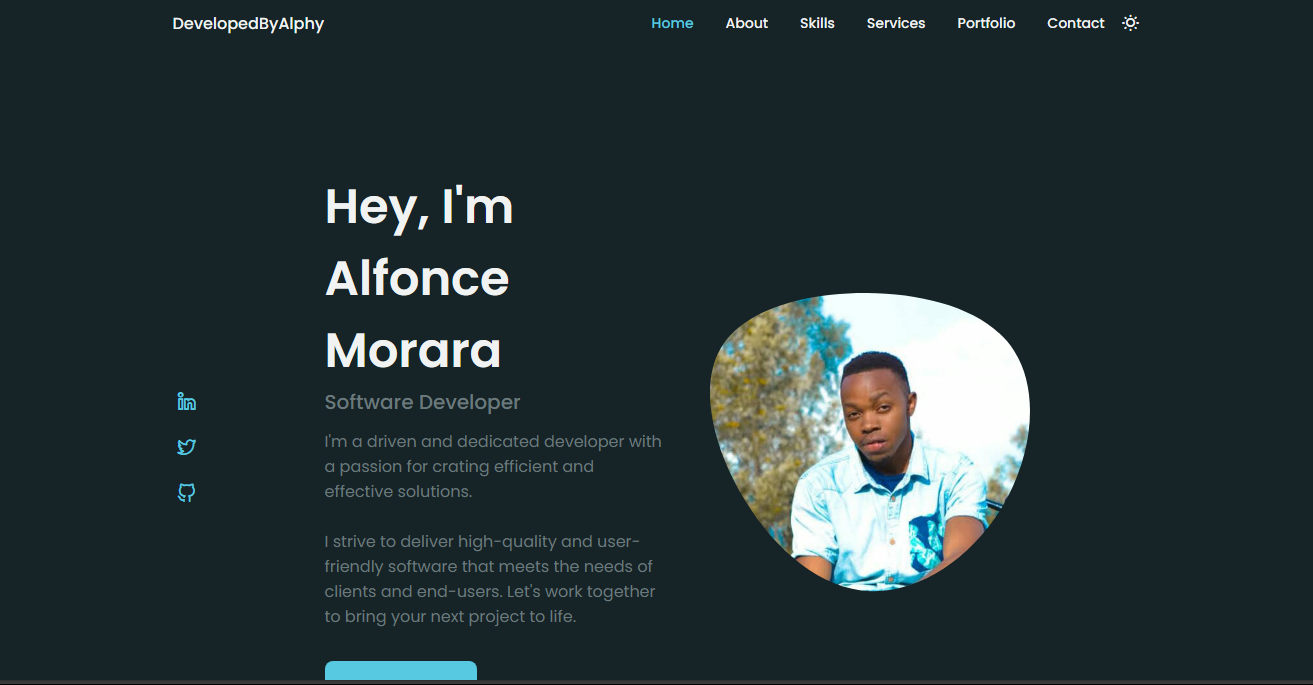 DevelopedByAlphy
Home About Skills Services Portfolio Contact
Hey, I'm
Alfonce
Morara
Software Developer
I'm a driven and dedicated developer with
a passion for crating efficient and
effective solutions.
I strive to deliver high-quality and user-
friendly software that meets the needs of
clients and end-users. Let's work together
to bring your next project to life.